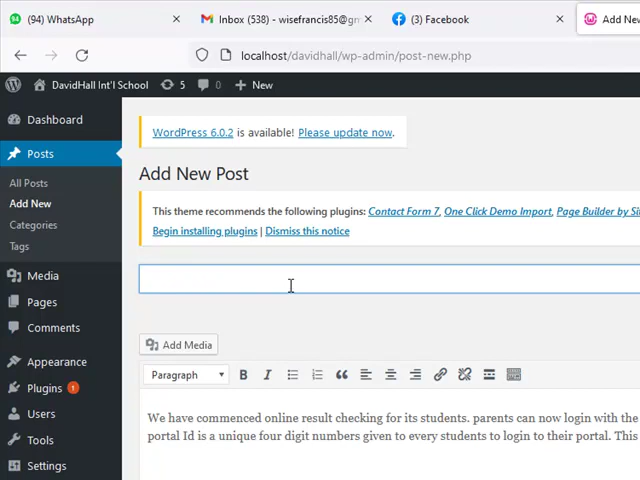 (94) WhatsApp
Inbox (538) - wisefrancis85@gm
(3) Facebook
Add New
localhost/davidhall/wp-admin/post-new.php
DavidHall Int'l School
5
0
New
Dashboard
WordPress 6.0.2 is available! Please update now.
Posts
Add New Post
All Posts
Add New
Categories
Tags
This theme recommends the following plugins: Contact Form 7, One Click Demo Import, Page Builder by Sit
Begin installing plugins | Dismiss this notice
Media
Pages
Comments
Add Media
Appearance
Plugins 1
Users
Tools
Settings
Paragraph
B
I
We have commenced online result checking for its students. parents can now login with the
portal Id is a unique four digit numbers given to every students to login to their portal. This